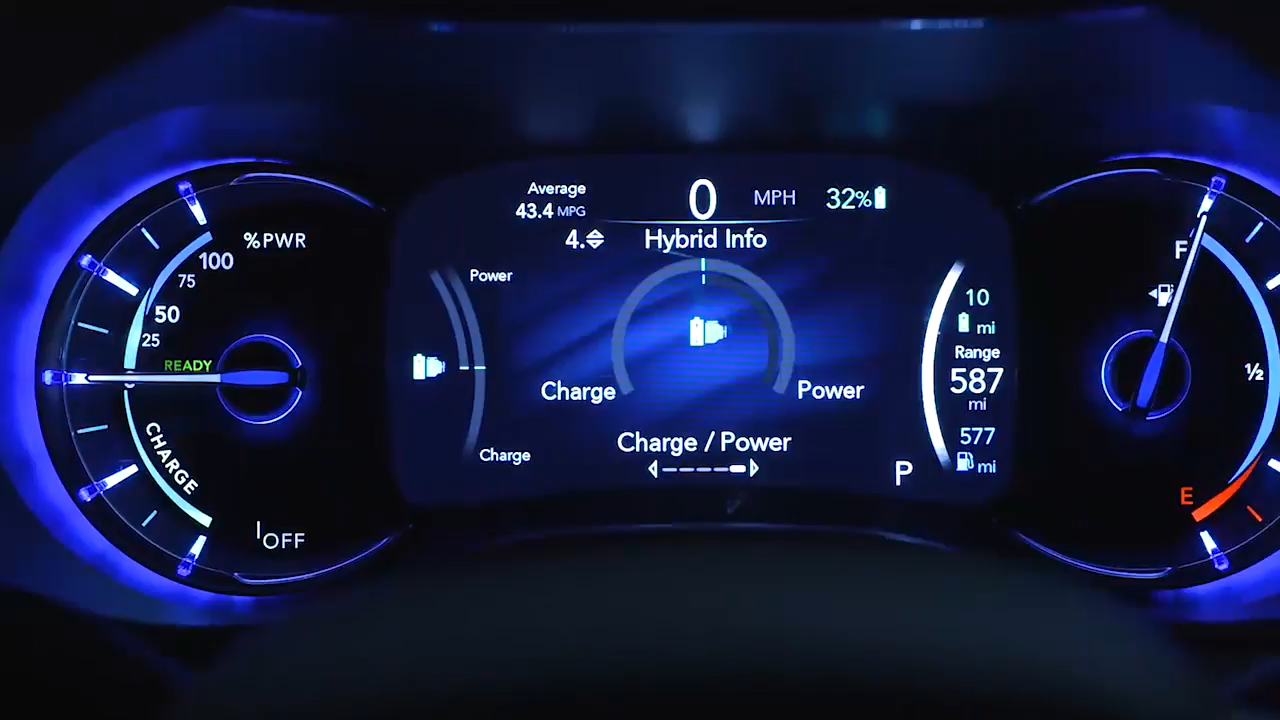 %PWR
100
75
50
25
READY
CHARGE
OFF
Average
43.4 MPG
0 MPH
32%
4.
Hybrid Info
Power
Charge
Charge
Power
Charge / Power
P
10
mi
Range
587
mi
577
mi
F
½
E